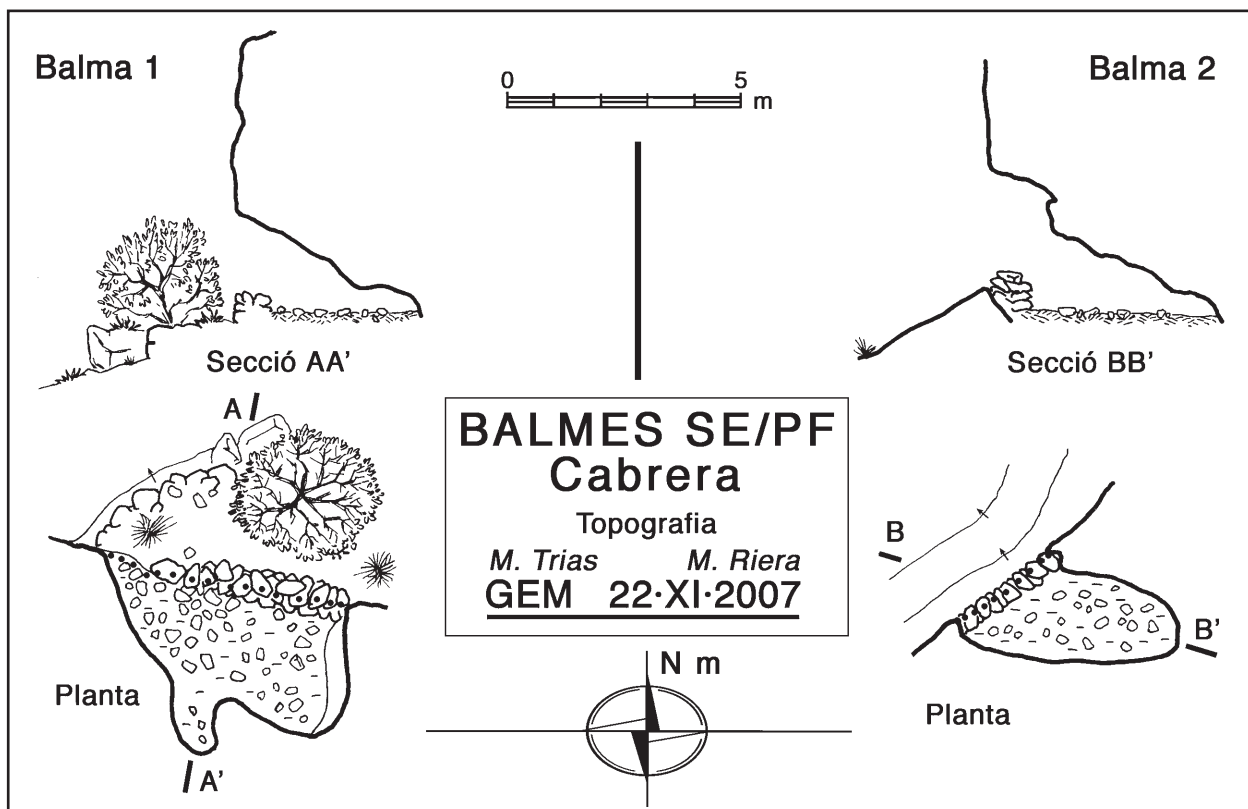 Balma 1
0 5
m
Balma 2
Secció AA'
Secció BB'
A
BALMES SE/PF
Cabrera
Topografia
M. Trias M. Riera
GEM 22·XI·2007
B
B'
N m
Planta
Planta
A'